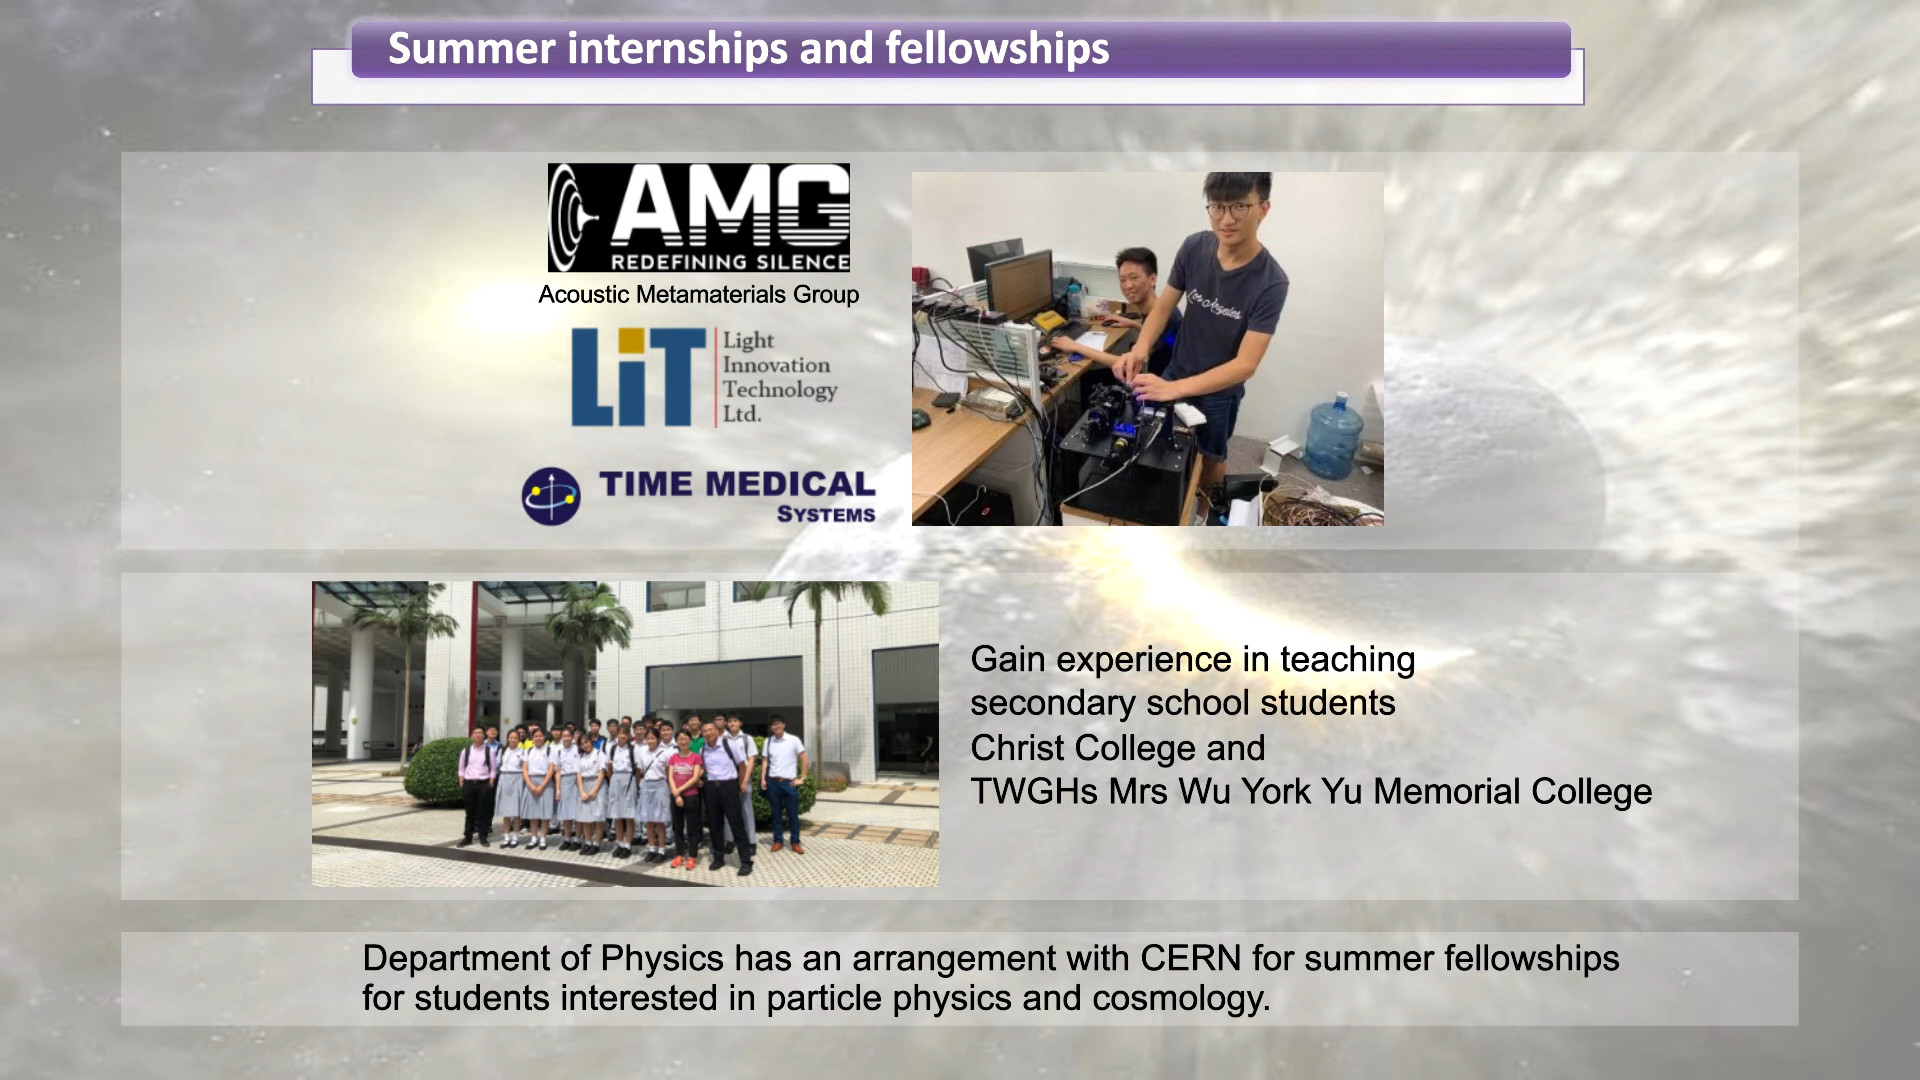 Summer internships and fellowships
AMG
REDEFINING SILENCE
Acoustic Metamaterials Group
LiT
Light
Innovation
Technology
Ltd.
TIME MEDICAL
SYSTEMS
Los Angeles
Gain experience in teaching
secondary school students
Christ College and
TWGHs Mrs Wu York Yu Memorial College
Department of Physics has an arrangement with CERN for summer fellowships
for students interested in particle physics and cosmology.